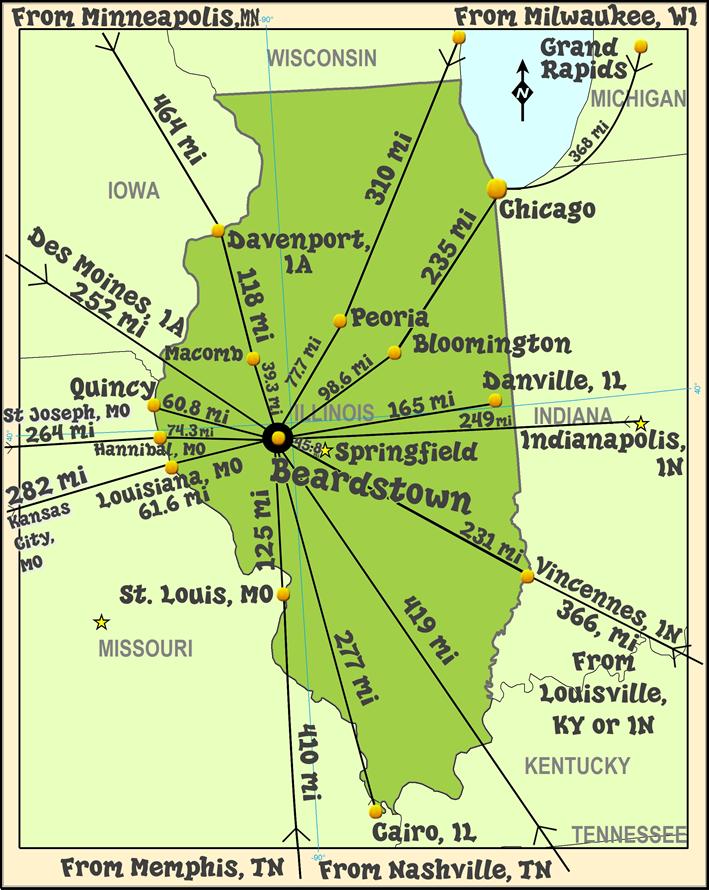 From Minneapolis, MN
From Milwaukee, WI
-90°
WISCONSIN
Grand
Rapids
N
MICHIGAN
464 mi
310 mi
368 mi
IOWA
Chicago
Davenport,
IA
235 mi
Des Moines, IA
252 mi
118 mi
Peoria
Macomb
39.3 mi
77.7 mi
Bloomington
98.6 mi
Quincy
Danville, IL
40°
60.8 mi
ILLINOIS
165 mi
St Joseph, MO
264 mi
74.3 mi
249 mi
INDIANA
40°
Hannibal, MO
45.8
Springfield
Indianapolis,
IN
Beardstown
282 mi
Kansas
City,
MO
Louisiana, MO
61.6 mi
125 mi
231 mi
Vincennes, IN
366, mi
St. Louis, MO
419 mi
MISSOURI
277 mi
From
Louisville,
KY or IN
410 mi
KENTUCKY
Cairo, IL
TENNESSEE
-90°
From Memphis, TN
From Nashville, TN